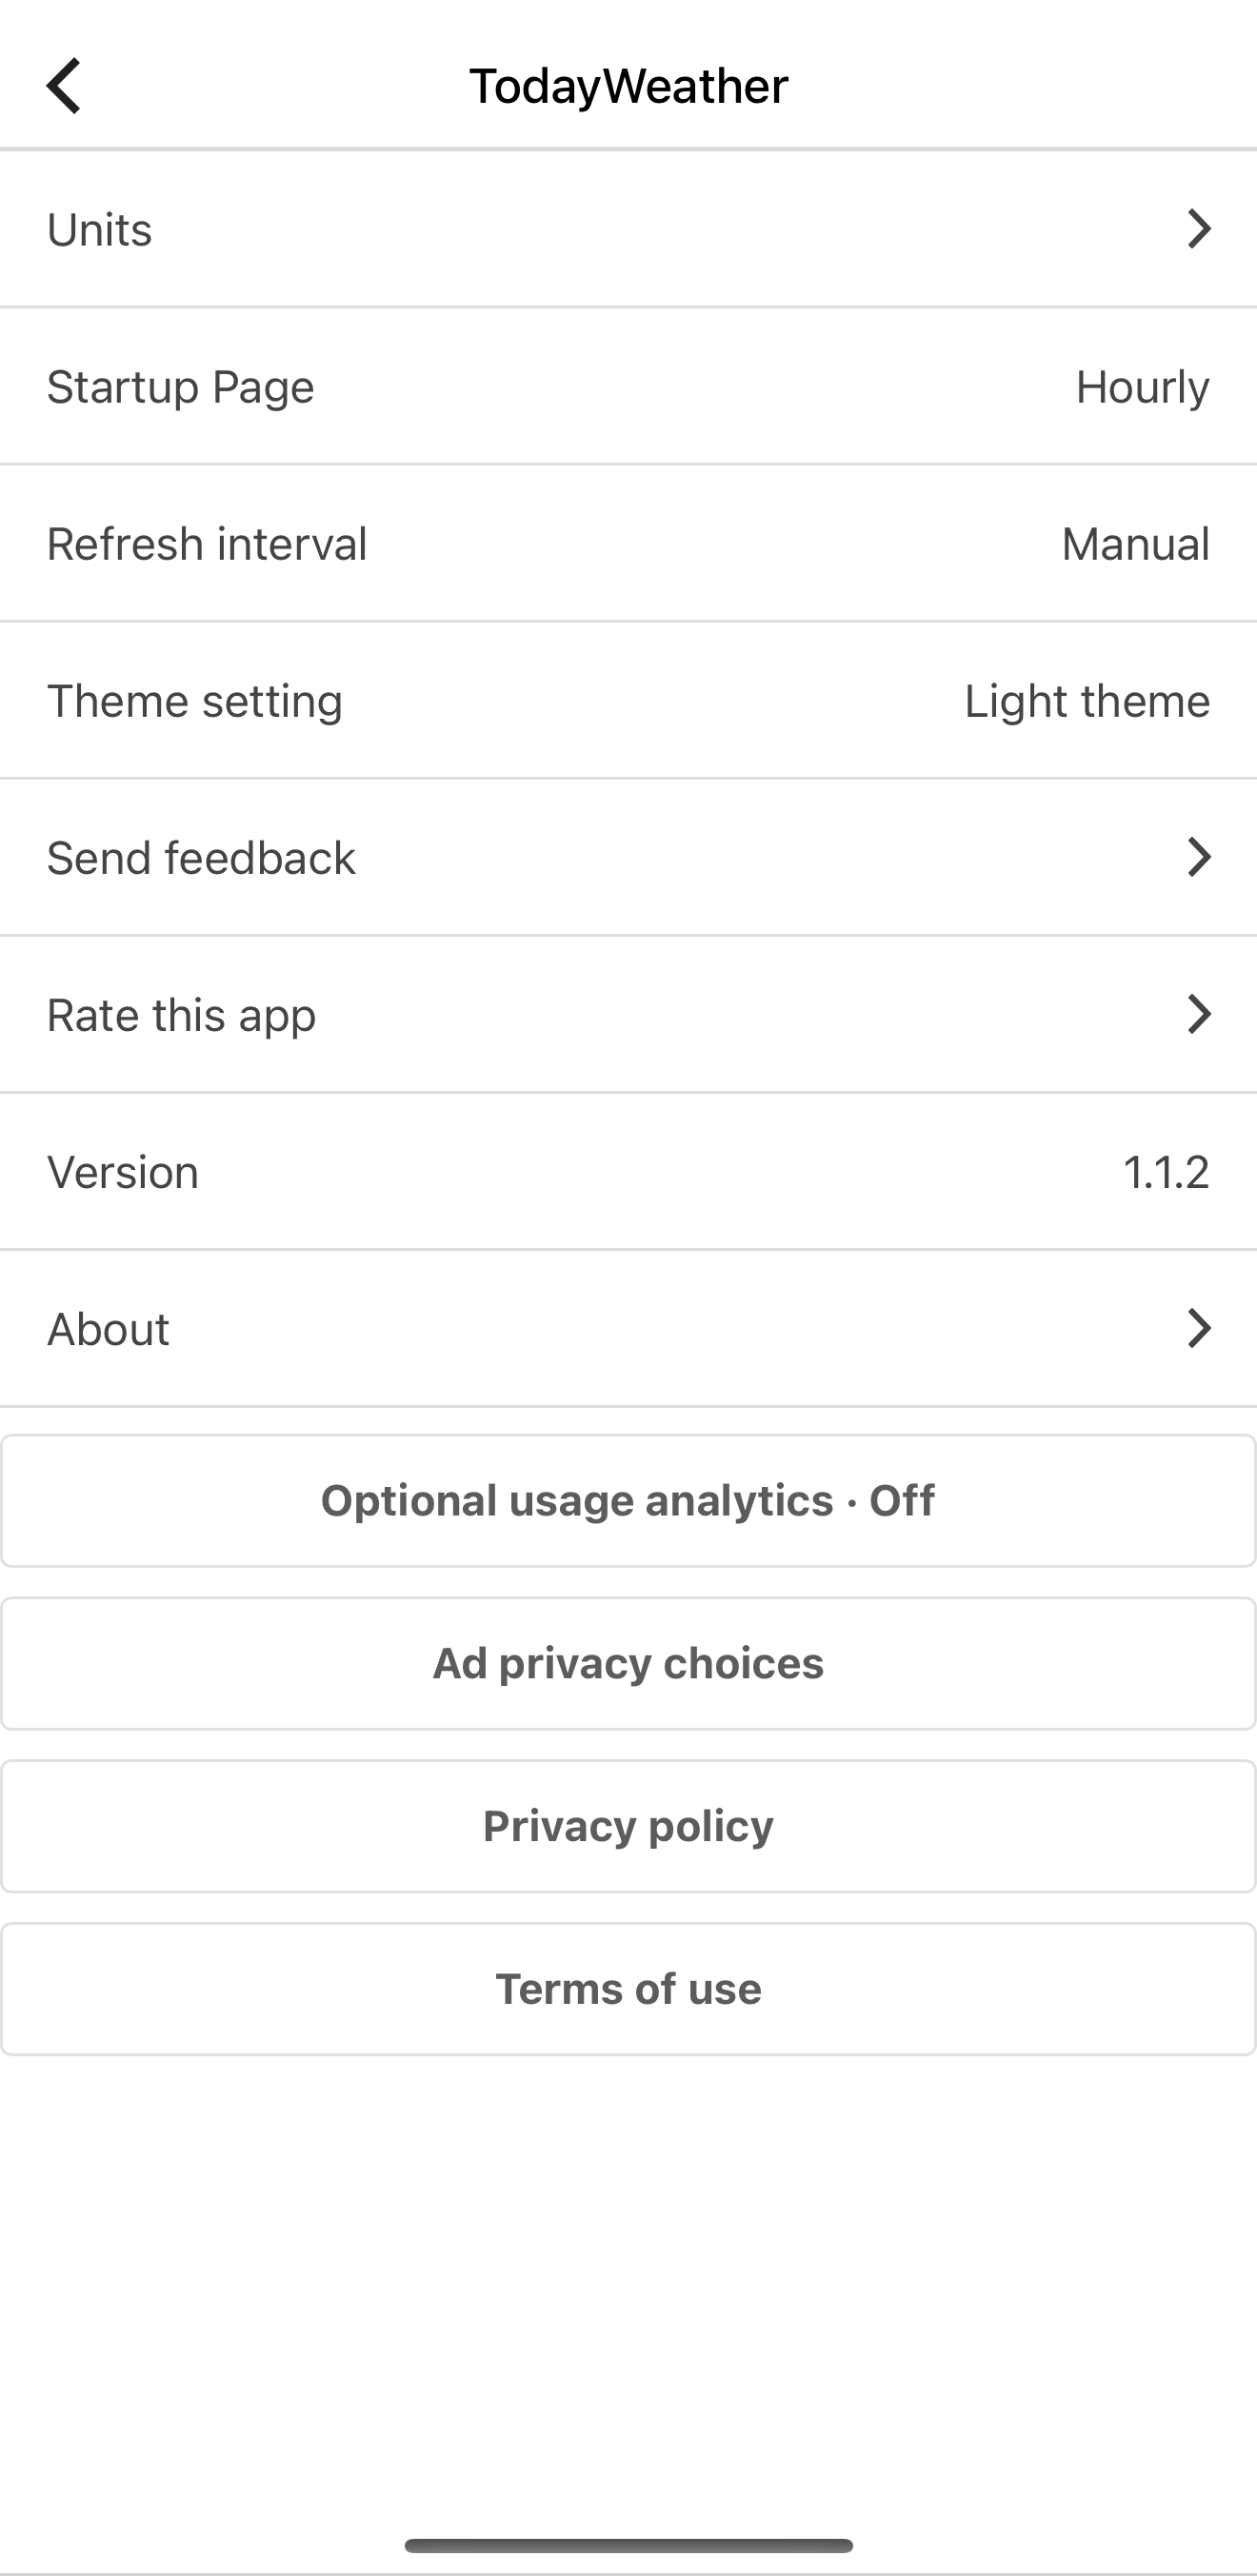 TodayWeather
Units
Startup Page Hourly
Refresh interval Manual
Theme setting Light theme
Send feedback
Rate this app
Version 1.1.2
About
Optional usage analytics · Off
Ad privacy choices
Privacy policy
Terms of use